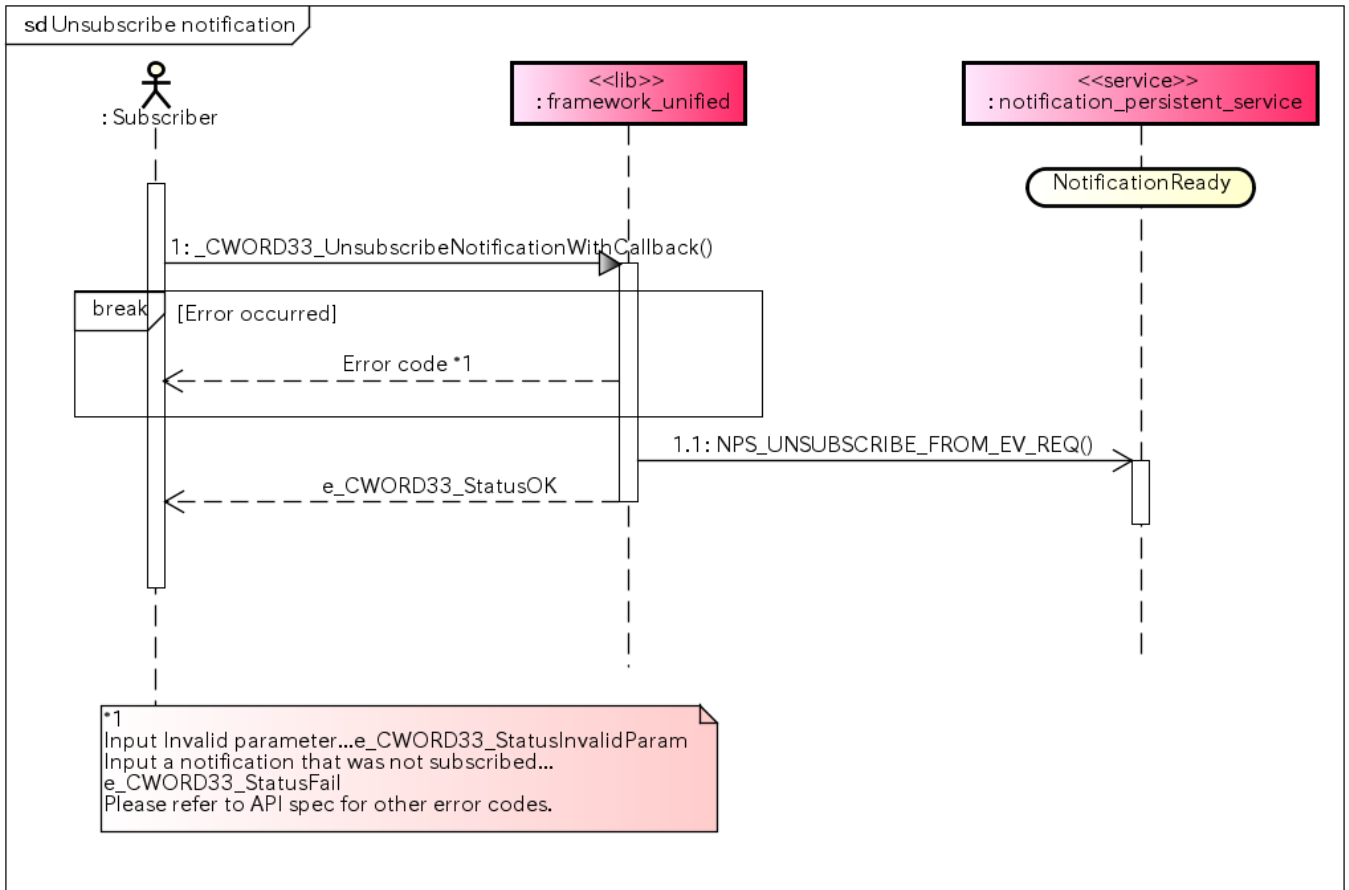 sd Unsubscribe notification
: Subscriber
<<lib>>
: framework_unified
<<service>>
: notification_persistent_service
NotificationReady
1: _CWORD33_UnsubscribeNotificationWithCallback()
break
[Error occurred]
Error code *1
1.1: NPS_UNSUBSCRIBE_FROM_EV_REQ()
e_CWORD33_StatusOK
*1
Input Invalid parameter...e_CWORD33_StatusInvalidParam
Input a notification that was not subscribed...
e_CWORD33_StatusFail
Please refer to API spec for other error codes.